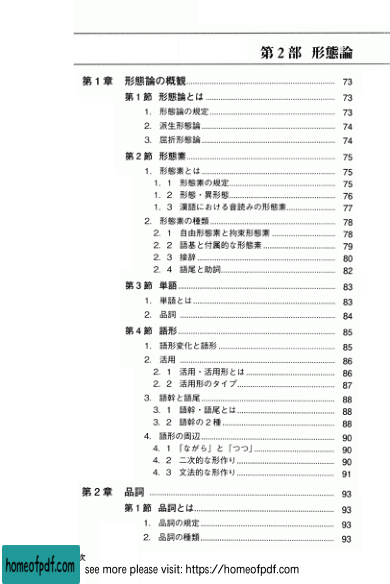 第2部 形態論
第1章 形態論の概観 73
第1節 形態論とは 73
1. 形態論の規定 73
2. 派生形態論 74
3. 屈折形態論 74
第2節 形態素 75
1. 形態素とは 75
1. 1 形態素の規定 75
1. 2 形態・異形態 76
1. 3 漢語における音読みの形態素 77
2. 形態素の種類 78
2. 1 自由形態素と拘束形態素 78
2. 2 語基と付属的な形態素 79
2. 3 接辞 80
2. 4 語尾と助詞 82
第3節 単語 83
1. 単語とは 83
2. 品詞 84
第4節 語形 85
1. 語形変化と語形 85
2. 活用 86
2. 1 活用・活用形とは 86
2. 2 活用形のタイプ 87
3. 語幹と語尾 88
3. 1 語幹・語尾とは 88
3. 2 語幹の2種 88
4. 語形の周辺 90
4. 1 「ながら」と「つつ」 90
4. 2 二次的な形作り 90
4. 3 文法的な形作り 91
第2章 品詞 93
第1節 品詞とは 93
1. 品詞の規定 93
2. 品詞の種類 93
次
homeofpdf.com
see more please visit: https://homeofpdf.com